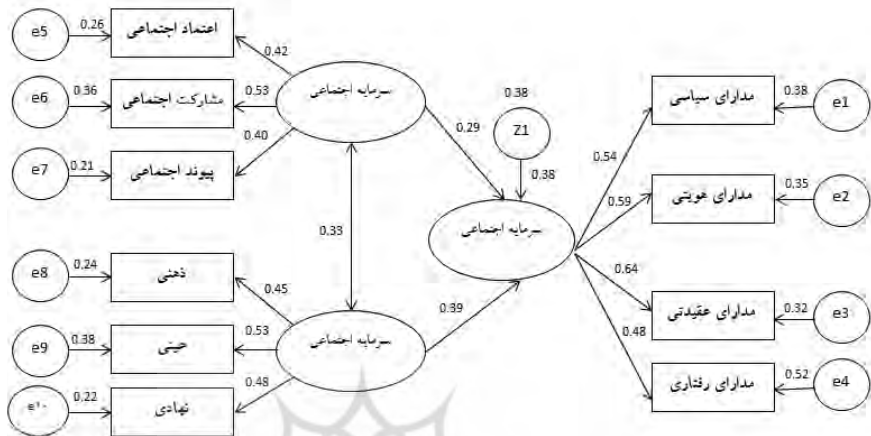 e5
0.26
اعتماد اجتماعی
0.42
e6
0.36
مشارکت اجتماعی
0.53
e7
0.21
پیوند اجتماعی
0.40
سرمایه اجتماعی
0.33
e8
0.24
ذهنی
0.45
e9
0.38
عینی
0.53
e۱۰
0.22
نهادی
0.48
سرمایه اجتماعی
0.29
0.39
0.38
Z1
0.38
سرمایه اجتماعی
0.54
مدارای سیاسی
0.38
e1
0.59
مدارای هویتی
0.35
e2
0.64
مدارای عقیدتی
0.32
e3
0.48
مدارای رفتاری
0.52
e4